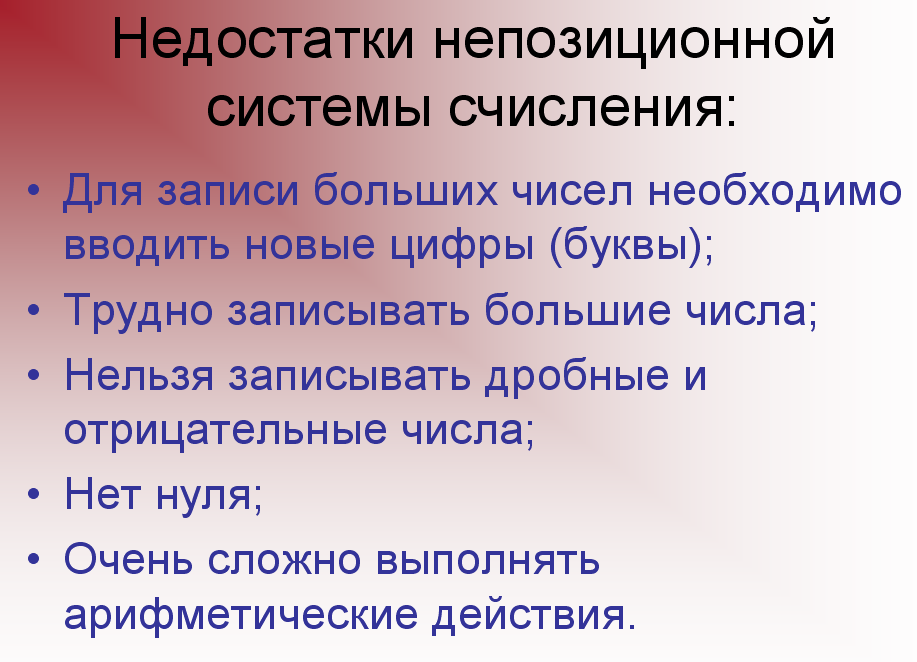 Недостатки непозиционной
системы счисления:
• Для записи больших чисел необходимо
вводить новые цифры (буквы);
• Трудно записывать большие числа;
• Нельзя записывать дробные и
отрицательные числа;
• Нет нуля;
• Очень сложно выполнять
арифметические действия.